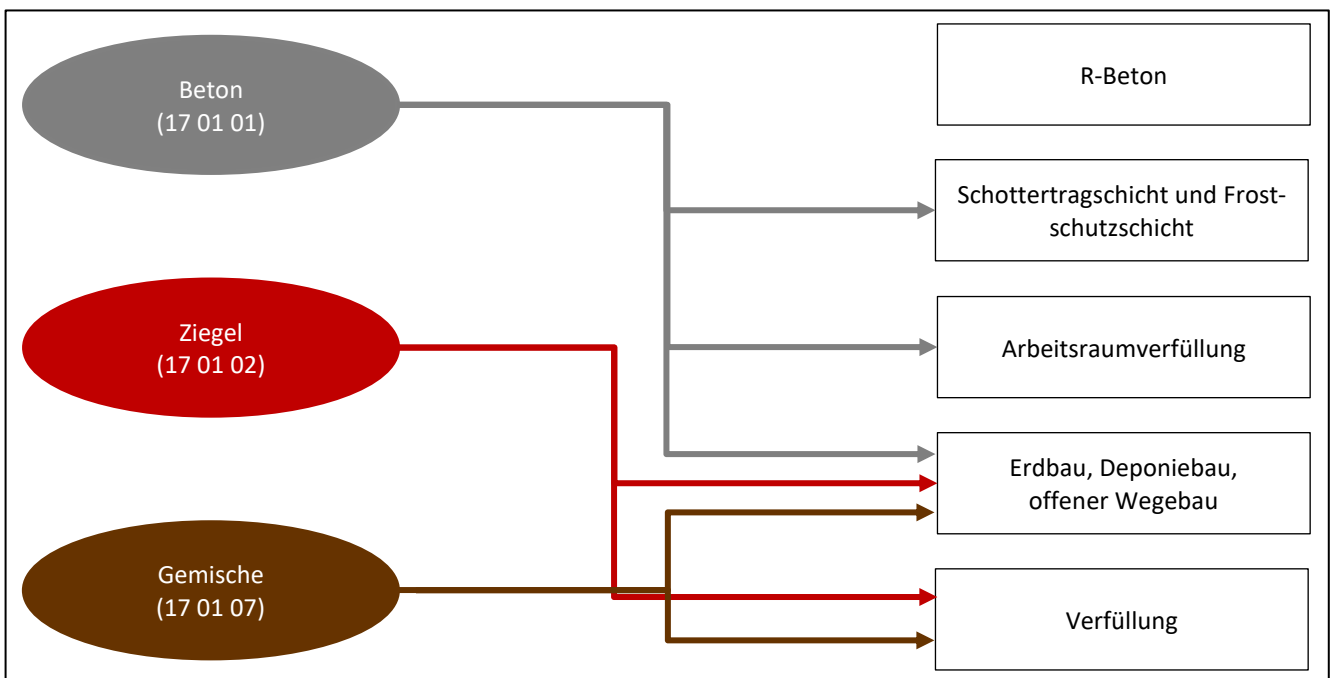 Beton
(17 01 01)
R-Beton
Schottertragschicht und Frost-
schutzschicht
Ziegel
(17 01 02)
Arbeitsraumverfüllung
Erdbau, Deponiebau,
offener Wegebau
Gemische
(17 01 07)
Verfüllung